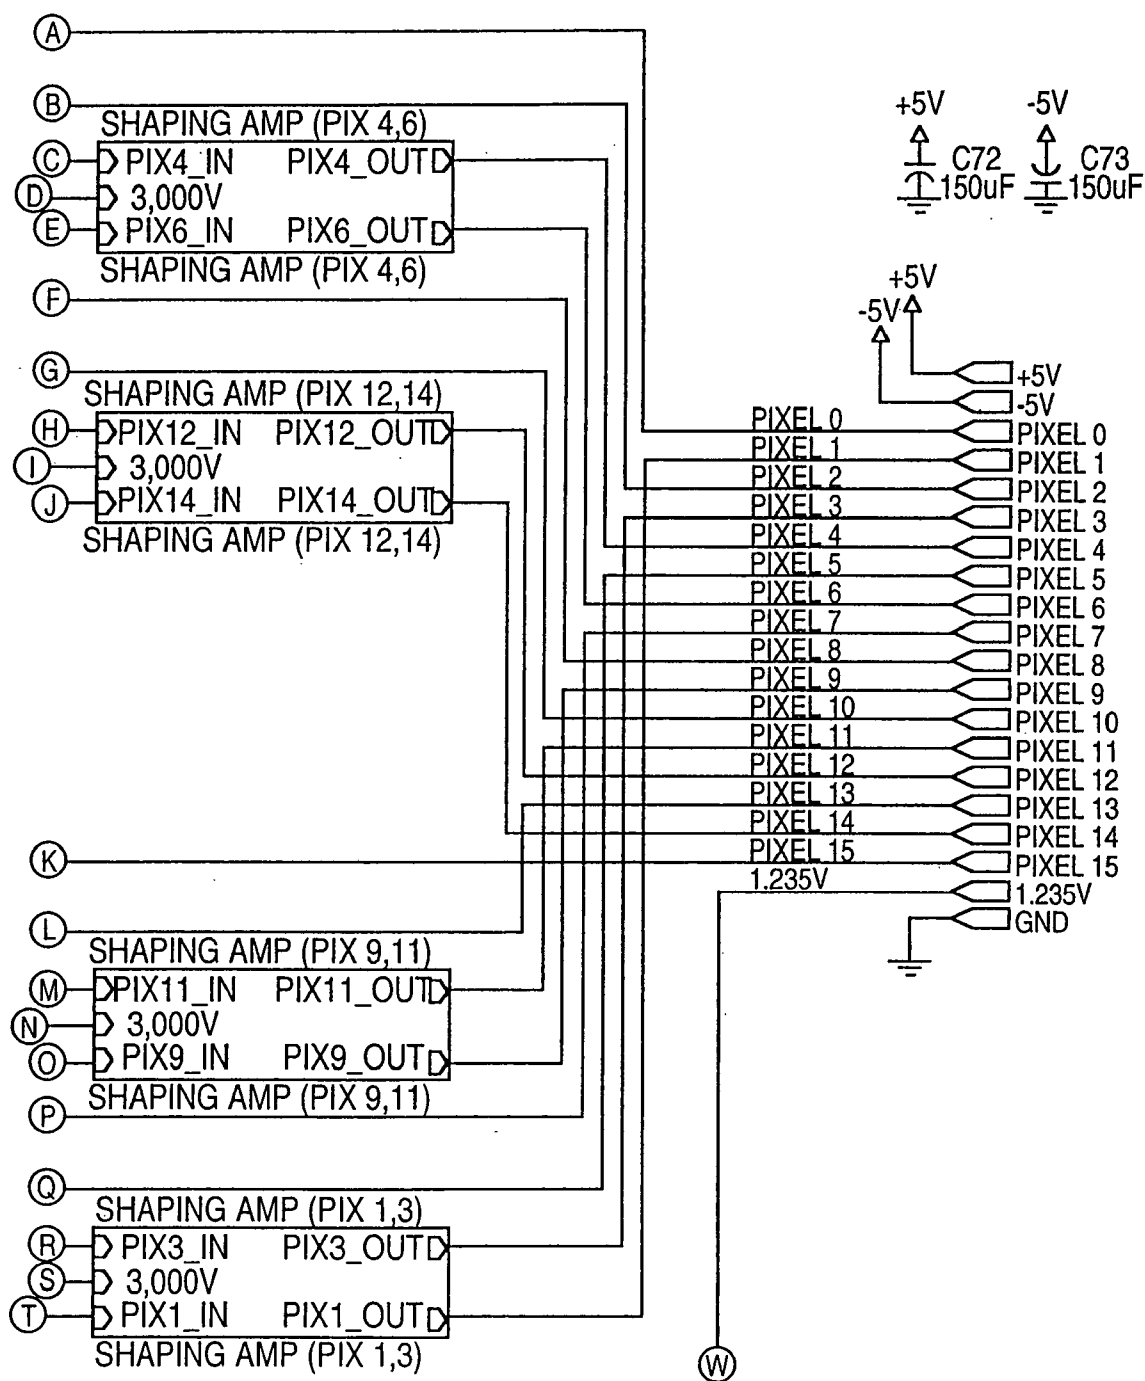 A
B
SHAPING AMP (PIX 4,6)
C PIX4_IN PIX4_OUT
D 3,000V
E PIX6_IN PIX6_OUT
SHAPING AMP (PIX 4,6)
F
G
SHAPING AMP (PIX 12,14)
H PIX12_IN PIX12_OUT
I 3,000V
J PIX14_IN PIX14_OUT
SHAPING AMP (PIX 12,14)
K
L
SHAPING AMP (PIX 9,11)
M PIX11_IN PIX11_OUT
N 3,000V
O PIX9_IN PIX9_OUT
SHAPING AMP (PIX 9,11)
P
Q
SHAPING AMP (PIX 1,3)
R PIX3_IN PIX3_OUT
S 3,000V
T PIX1_IN PIX1_OUT
SHAPING AMP (PIX 1,3)
+5V -5V
C72 C73
150uF 150uF
+5V
-5V
+5V
-5V
PIXEL 0 PIXEL 0
PIXEL 1 PIXEL 1
PIXEL 2 PIXEL 2
PIXEL 3 PIXEL 3
PIXEL 4 PIXEL 4
PIXEL 5 PIXEL 5
PIXEL 6 PIXEL 6
PIXEL 7 PIXEL 7
PIXEL 8 PIXEL 8
PIXEL 9 PIXEL 9
PIXEL 10 PIXEL 10
PIXEL 11 PIXEL 11
PIXEL 12 PIXEL 12
PIXEL 13 PIXEL 13
PIXEL 14 PIXEL 14
PIXEL 15 PIXEL 15
1.235V 1.235V
GND
W